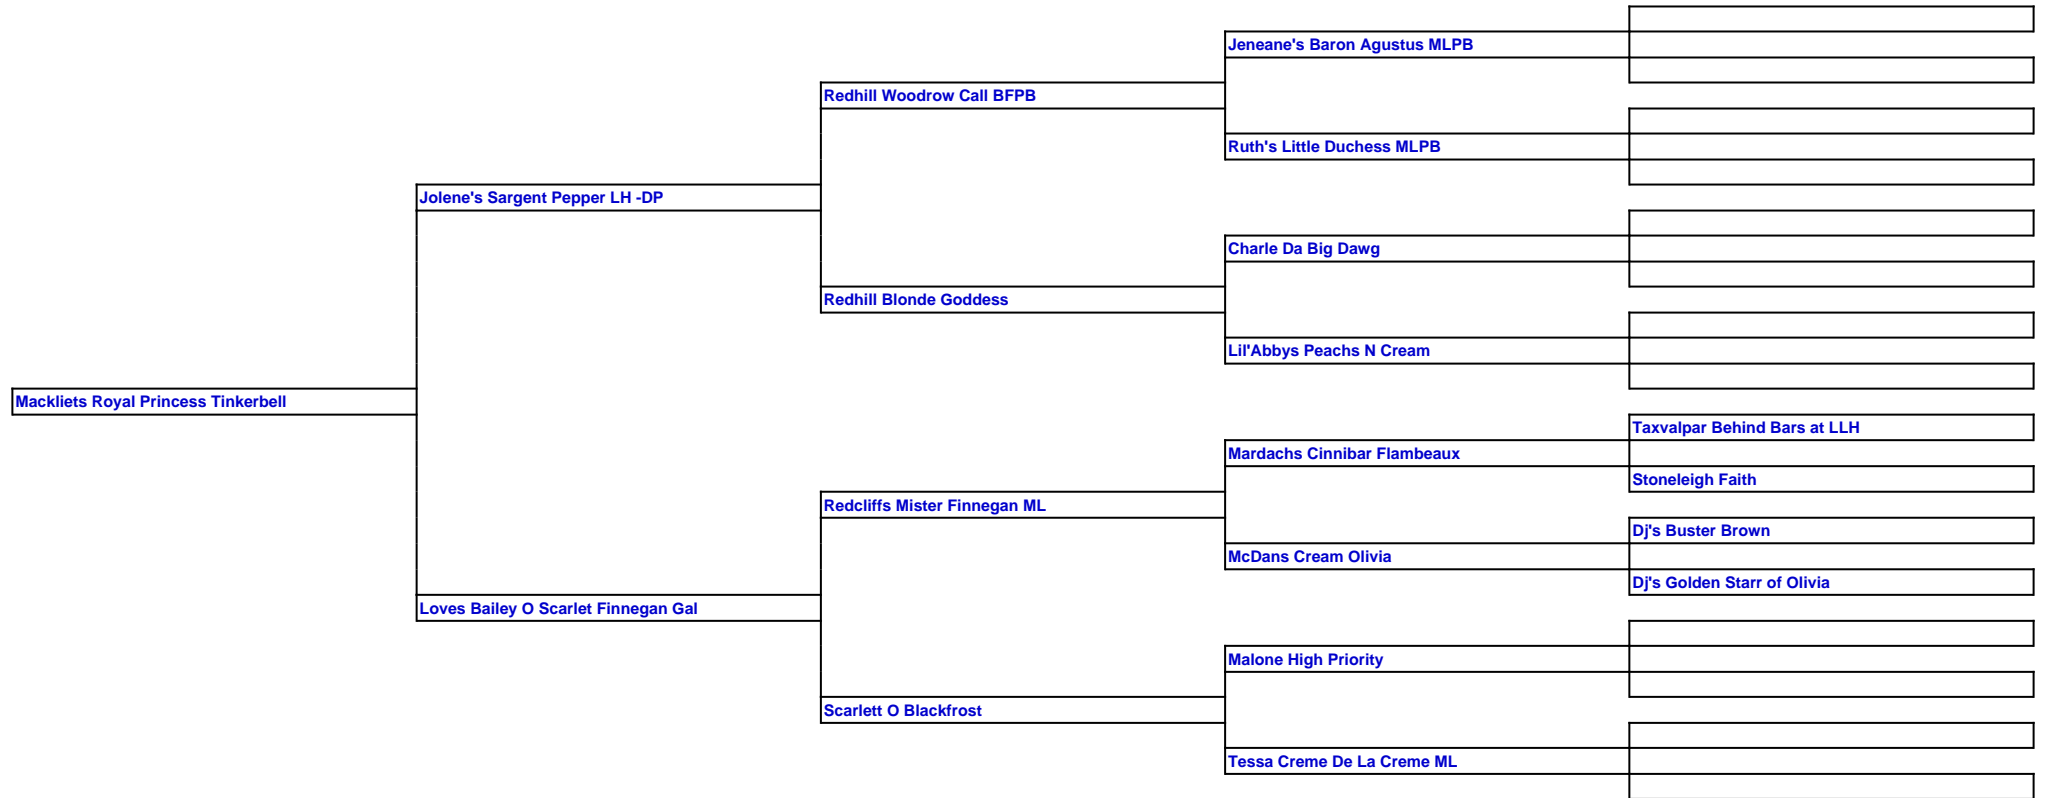 Jeneane's Baron Agustus MLPB
Redhill Woodrow Call BFPB
Ruth's Little Duchess MLPB
Jolene's Sargent Pepper LH -DP
Charle Da Big Dawg
Redhill Blonde Goddess
Lil'Abbys Peachs N Cream
Mackliets Royal Princess Tinkerbell
Taxvalpar Behind Bars at LLH
Mardachs Cinnibar Flambeaux
Stoneleigh Faith
Redcliffs Mister Finnegan ML
Dj's Buster Brown
McDans Cream Olivia
Dj's Golden Starr of Olivia
Loves Bailey O Scarlet Finnegan Gal
Malone High Priority
Scarlett O Blackfrost
Tessa Creme De La Creme ML